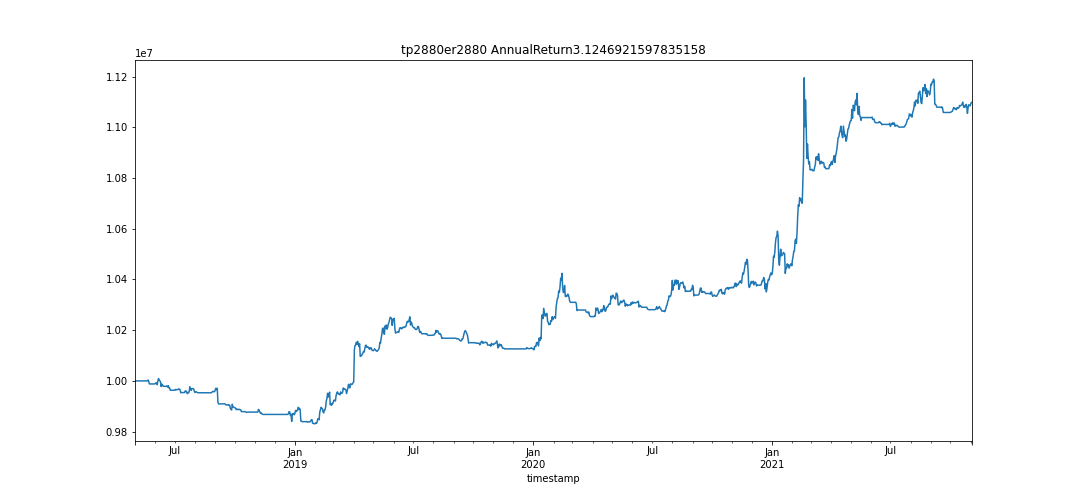 tp2880er2880 AnnualReturn3.1246921597835158
1e7
1.12
1.10
1.08
1.06
1.04
1.02
1.00
0.98
Jul
Jan
2019
Jul
Jan
2020
Jul
Jan
2021
Jul
timestamp